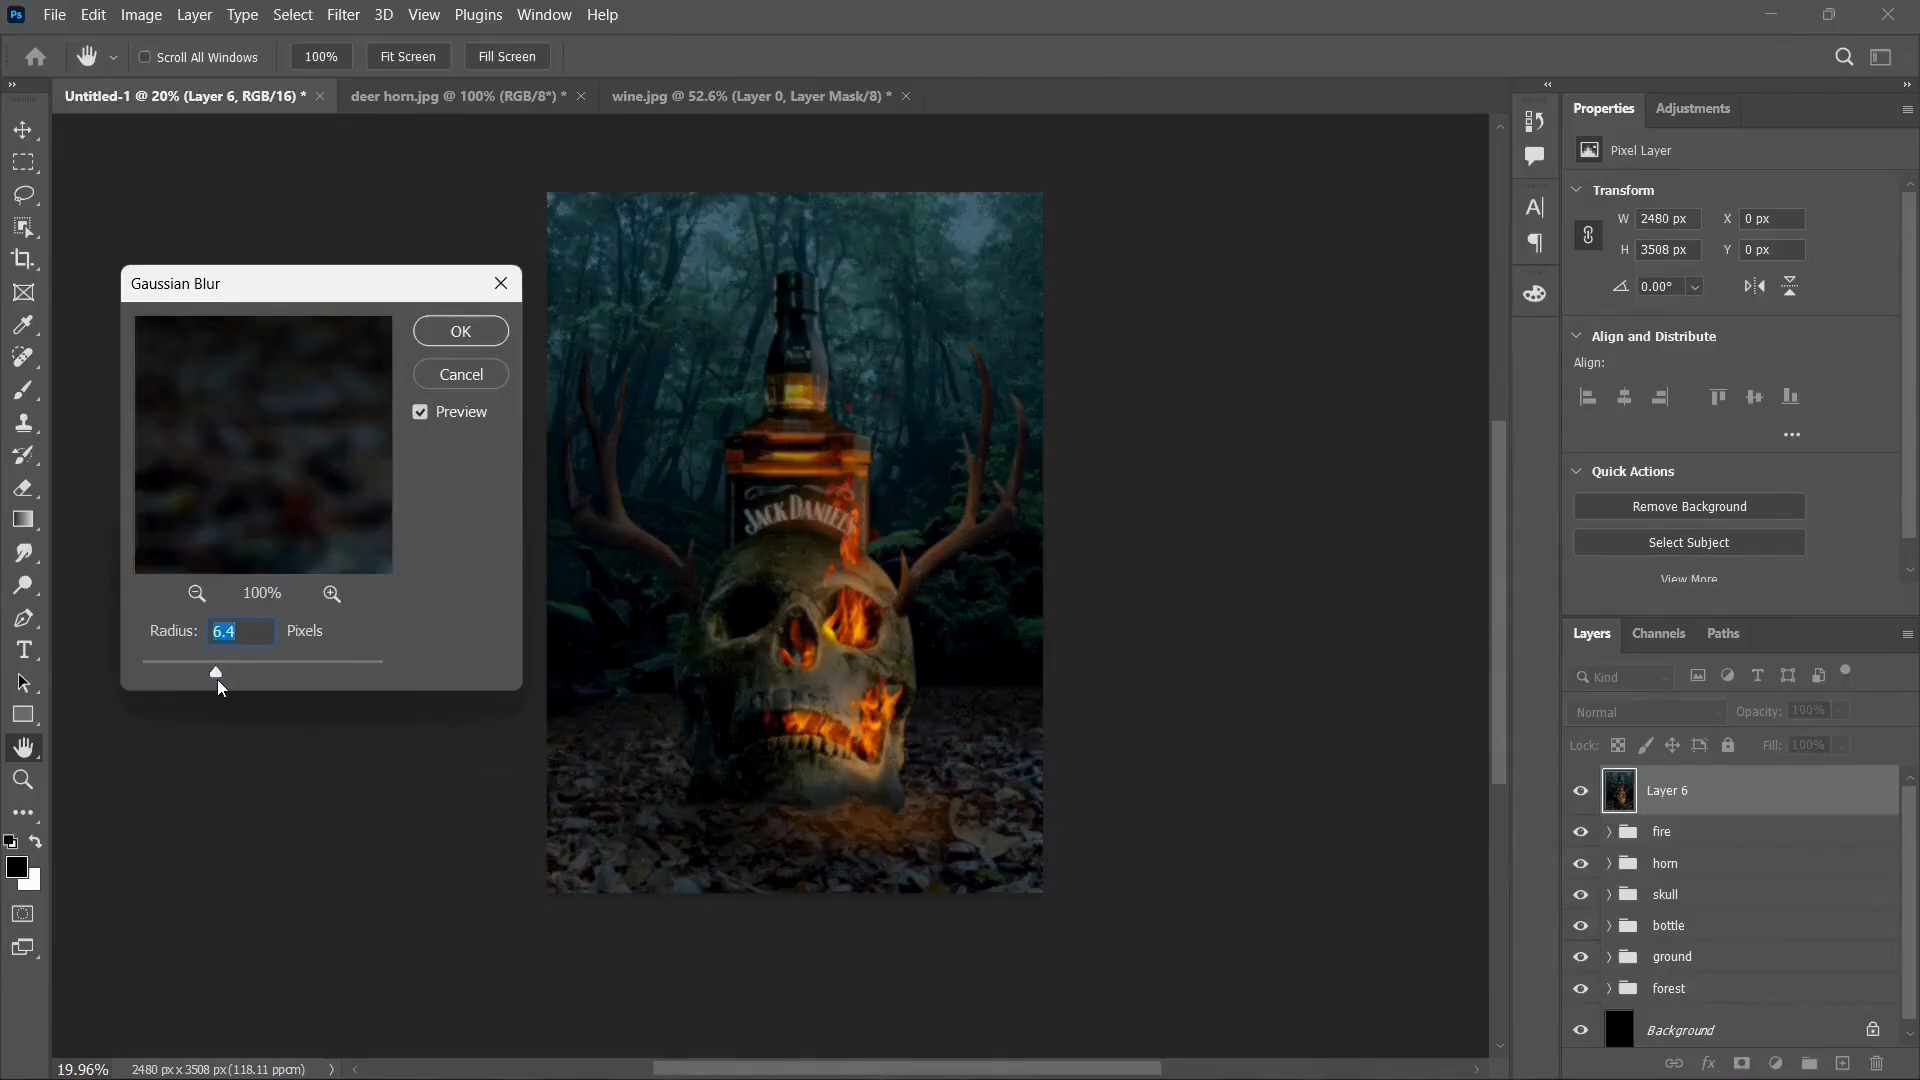 Ps File Edit Image Layer Type Select Filter 3D View Plugins Window Help
Scroll All Windows 100% Fit Screen Fill Screen
Untitled-1 @ 20% (Layer 6, RGB/16) * deer horn.jpg @ 100% (RGB/8*) * wine.jpg @ 52.6% (Layer 0, Layer Mask/8) *
Properties Adjustments
Pixel Layer
Transform
W 2480 px X 0 px
H 3508 px Y 0 px
0.00°
Align and Distribute
Align:
Quick Actions
Remove Background
Select Subject
View More
Gaussian Blur
OK
Cancel
Preview
100%
Radius: 6.4 Pixels
JACK DANIEL'S
Layers Channels Paths
Kind
Normal Opacity: 100%
Lock: Fill: 100%
Layer 6
fire
horn
skull
bottle
ground
forest
Background
19.96% 2480 px x 3508 px (118.11 ppcm)